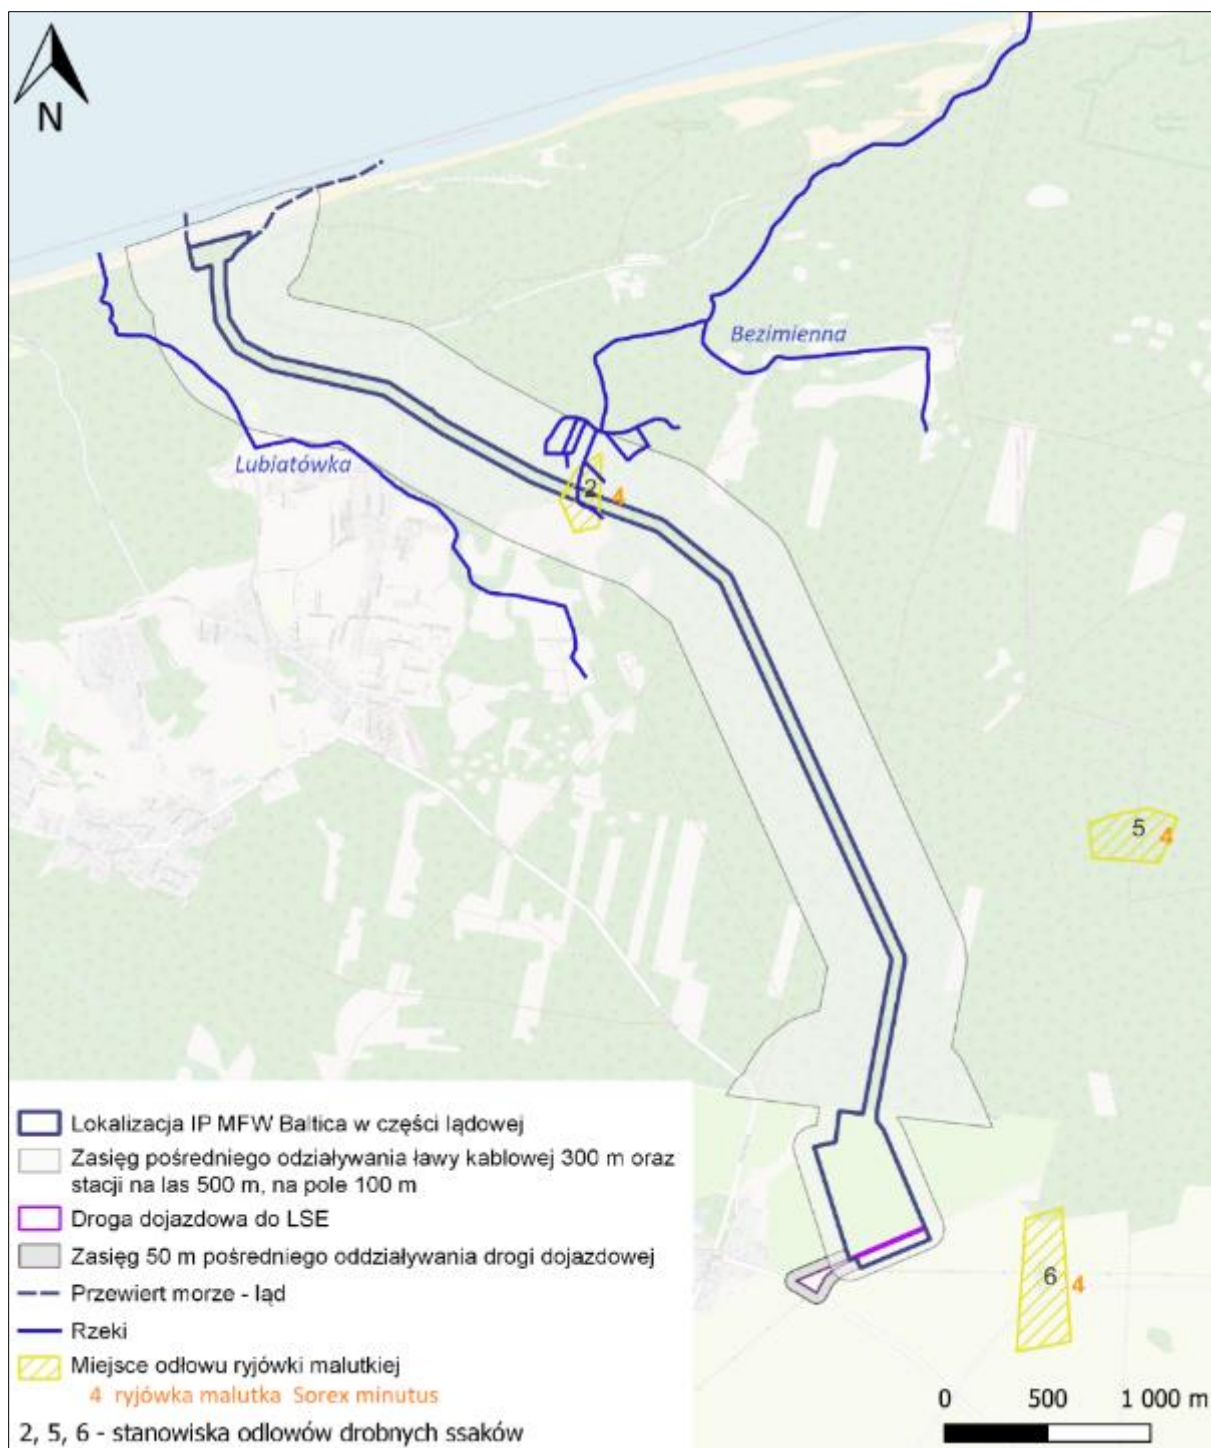 N
Bezimienna
Lubiatówka
2
4
5
4
Lokalizacja IP MFW Baltica w części lądowej
Zasięg pośredniego odziaływania ławy kablowej 300 m oraz
stacji na las 500 m, na pole 100 m
Droga dojazdowa do LSE
Zasięg 50 m pośredniego oddziaływania drogi dojazdowej
6
4
Przewiert morze - ląd
Rzeki
Miejsce odłowu ryjówki malutkiej
4 ryjówka malutka Sorex minutus
0 500 1 000 m
2, 5, 6 - stanowiska odlowów drobnych ssaków